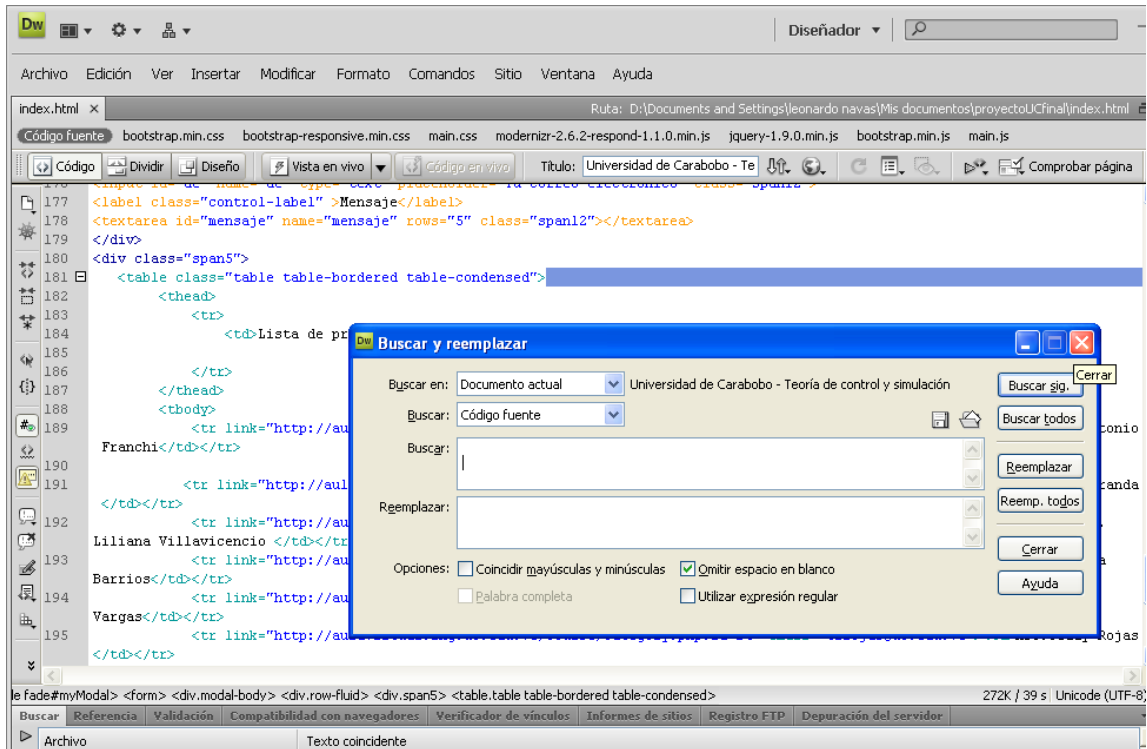 Dw Diseñador
Archivo Edición Ver Insertar Modificar Formato Comandos Sitio Ventana Ayuda
index.html × Ruta: D:\Documents and Settings\leonardo navas\Mis documentos\proyectoUCfinal\index.html
Código fuente bootstrap.min.css bootstrap-responsive.min.css main.css modernizr-2.6.2-respond-1.1.0.min.js jquery-1.9.0.min.js bootstrap.min.js main.js
Código Dividir Diseño Vista en vivo Código en vivo Título: Universidad de Carabobo - Te Comprobar página
177 <label class="control-label" >Mensaje</label>
178 <textarea id="mensaje" name="mensaje" rows="5" class="span12"></textarea>
179 </div>
180 <div class="span5">
181 <table class="table table-bordered table-condensed">
182 <thead>
183 <tr>
184 <td>Lista de pr
185
186 </tr>
187 </thead>
188 <tbody>
189 <tr link="http://au onio
Franchi</td></tr>
190
191 <tr link="http://aul randa
</td></tr>
192 <tr link="http://au
Liliana Villavicencio </td></tr
193 <tr link="http://au a
Barrios</td></tr>
194 <tr link="http://au
Vargas</td></tr>
195 <tr link="http:// Rojas
</td></tr>
Dw Buscar y reemplazar
Cerrar
Buscar en: Documento actual Universidad de Carabobo - Teoría de control y simulación Buscar sig.
Buscar: Código fuente Buscar todos
Buscar:
Reemplazar
Reemplazar: Reemp. todos
Cerrar
Opciones: Coincidir mayúsculas y minúsculas Omitir espacio en blanco
Ayuda
Palabra completa Utilizar expresión regular
le fade#myModal> <form> <div.modal-body> <div.row-fluid> <div.span5> <table.table table-bordered table-condensed> 272K / 39 s Unicode (UTF-8)
Buscar Referencia Validación Compatibilidad con navegadores Verificador de vínculos Informes de sitios Registro FTP Depuración del servidor
Archivo Texto coincidente